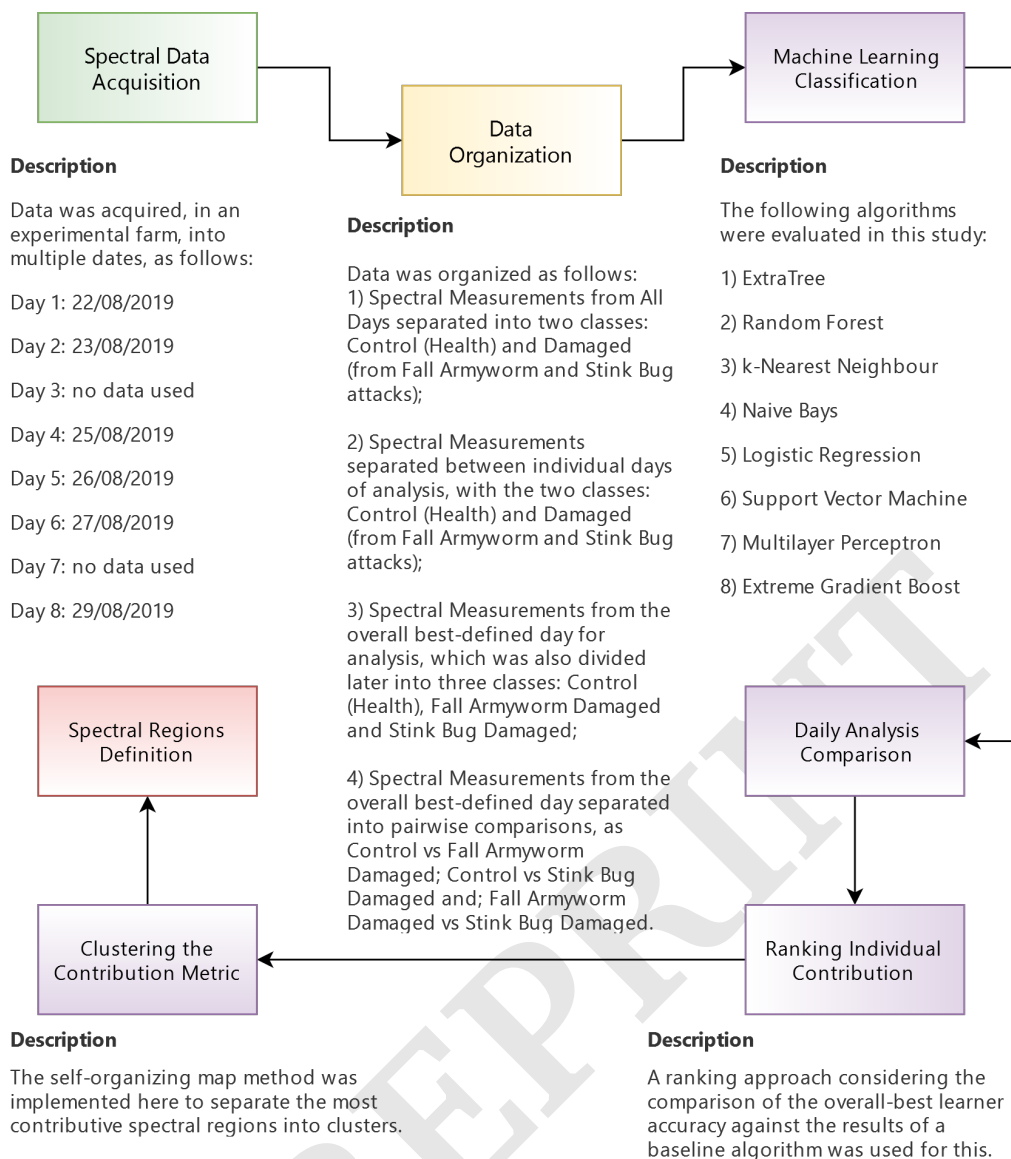 Spectral Data
Acquisition
Data
Organization
Machine Learning
Classification
Description
Data was acquired, in an
experimental farm, into
multiple dates, as follows:
Day 1: 22/08/2019
Day 2: 23/08/2019
Day 3: no data used
Day 4: 25/08/2019
Day 5: 26/08/2019
Day 6: 27/08/2019
Day 7: no data used
Day 8: 29/08/2019
Description
Data was organized as follows:
1) Spectral Measurements from All
Days separated into two classes:
Control (Health) and Damaged
(from Fall Armyworm and Stink Bug
attacks);
2) Spectral Measurements
separated between individual days
of analysis, with the two classes:
Control (Health) and Damaged
(from Fall Armyworm and Stink Bug
attacks);
3) Spectral Measurements from the
overall best-defined day for
analysis, which was also divided
later into three classes: Control
(Health), Fall Armyworm Damaged
and Stink Bug Damaged;
4) Spectral Measurements from the
overall best-defined day separated
into pairwise comparisons, as
Control vs Fall Armyworm
Damaged; Control vs Stink Bug
Damaged and; Fall Armyworm
Damaged vs Stink Bug Damaged.
Description
The following algorithms
were evaluated in this study:
1) ExtraTree
2) Random Forest
3) k-Nearest Neighbour
4) Naive Bays
5) Logistic Regression
6) Support Vector Machine
7) Multilayer Perceptron
8) Extreme Gradient Boost
Daily Analysis
Comparison
Ranking Individual
Contribution
Description
A ranking approach considering the
comparison of the overall-best learner
accuracy against the results of a
baseline algorithm was used for this.
Clustering the
Contribution Metric
Description
The self-organizing map method was
implemented here to separate the most
contributive spectral regions into clusters.
Spectral Regions
Definition
REPRINT